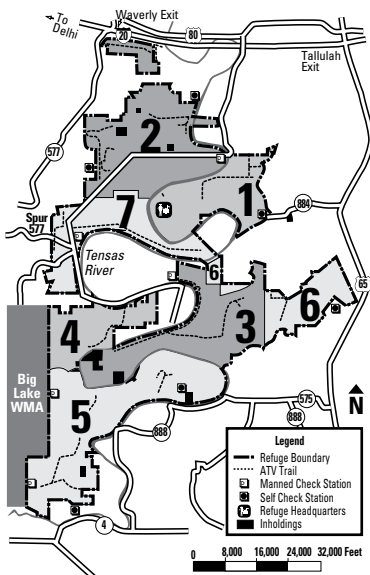 To
Delhi
Waverly Exit
20
80
Tallulah
Exit
2
577
1
884
7
Spur
577
Tensas
River
6
65
6
3
4
4
Big
Lake
WMA
5
N
575
888
888
4
Legend
Refuge Boundary
ATV Trail
Manned Check Station
Self Check Station
Refuge Headquarters
Inholdings
0 8,000 16,000 24,000 32,000 Feet